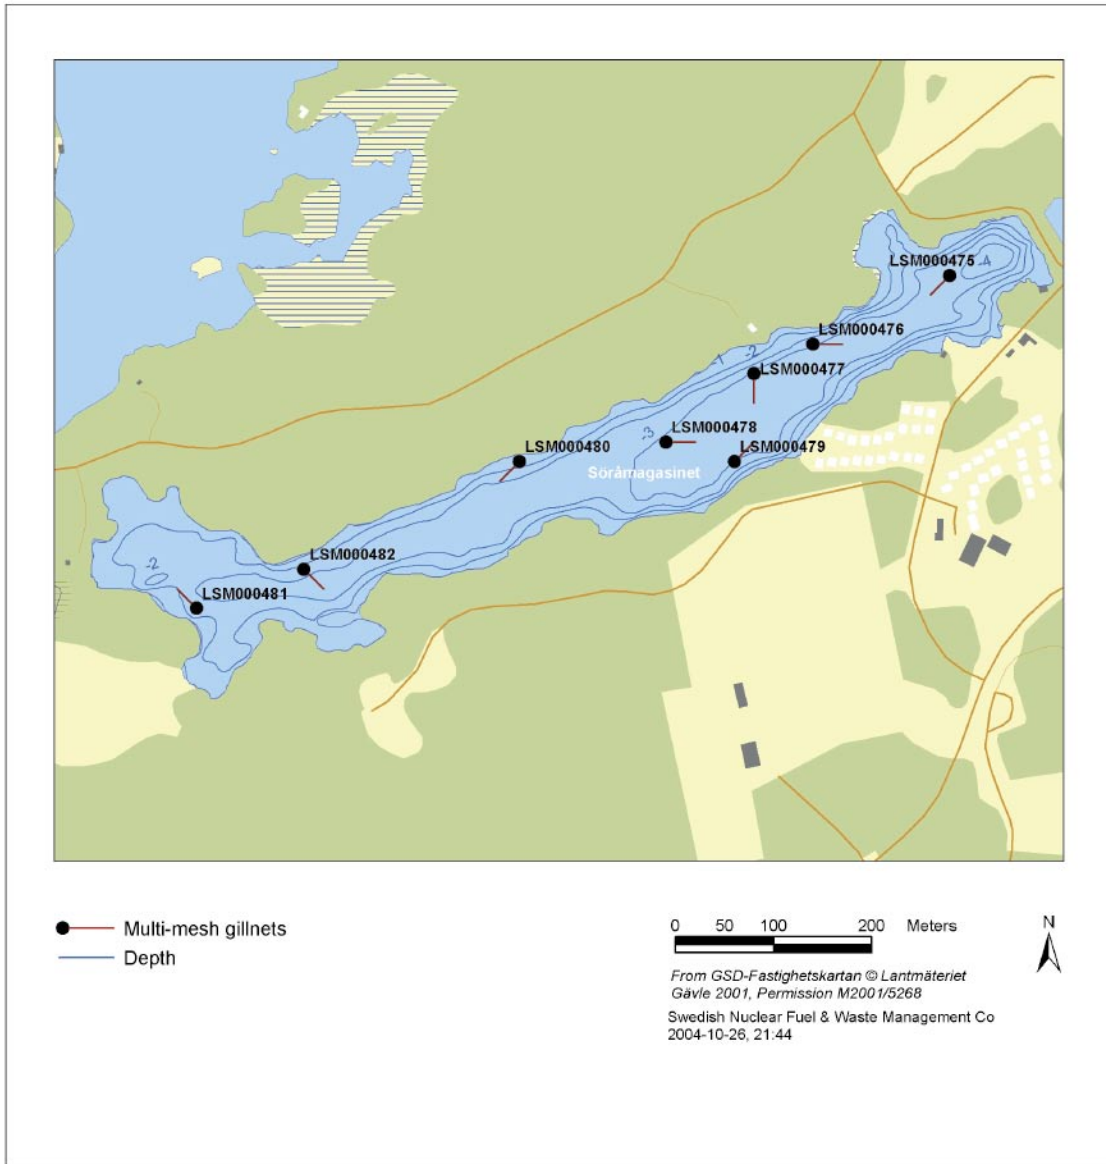 -4
LSM000475
LSM000476
-1
-2
LSM000477
-3
LSM000478
LSM000480
LSM000479
Söråmagasinet
LSM000482
-2
LSM000481
Multi-mesh gillnets
Depth
0 50 100 200 Meters
N
From GSD-Fastighetskartan © Lantmäteriet
Gävle 2001, Permission M2001/5268
Swedish Nuclear Fuel & Waste Management Co
2004-10-26, 21:44